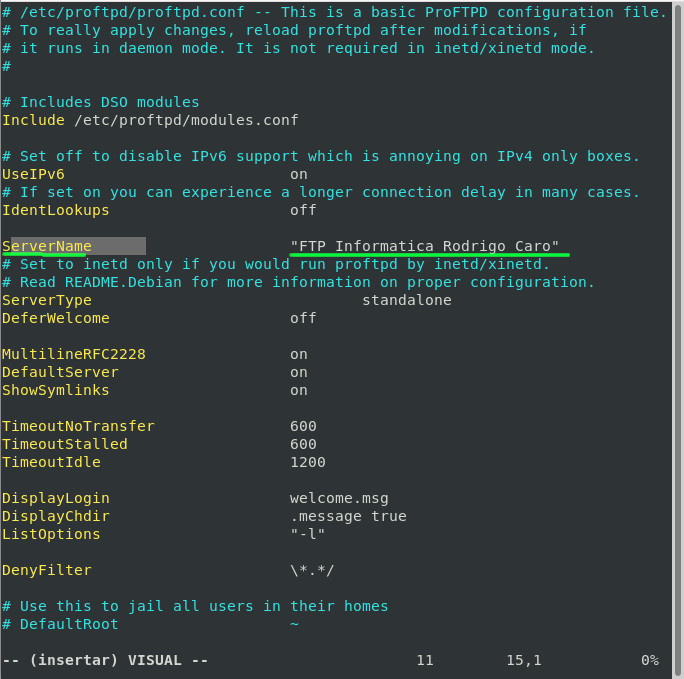 # /etc/proftpd/proftpd.conf -- This is a basic ProFTPD configuration file.
# To really apply changes, reload proftpd after modifications, if
# it runs in daemon mode. It is not required in inetd/xinetd mode.
#
# Includes DSO modules
Include /etc/proftpd/modules.conf
# Set off to disable IPv6 support which is annoying on IPv4 only boxes.
UseIPv6 on
# If set on you can experience a longer connection delay in many cases.
IdentLookups off
ServerName "FTP Informatica Rodrigo Caro"
# Set to inetd only if you would run proftpd by inetd/xinetd.
# Read README.Debian for more information on proper configuration.
ServerType standalone
DeferWelcome off
MultilineRFC2228 on
DefaultServer on
ShowSymlinks on
TimeoutNoTransfer 600
TimeoutStalled 600
TimeoutIdle 1200
DisplayLogin welcome.msg
DisplayChdir .message true
ListOptions "-l"
DenyFilter \*.*/
# Use this to jail all users in their homes
# DefaultRoot ~
-- (insertar) VISUAL -- 11 15,1 0%